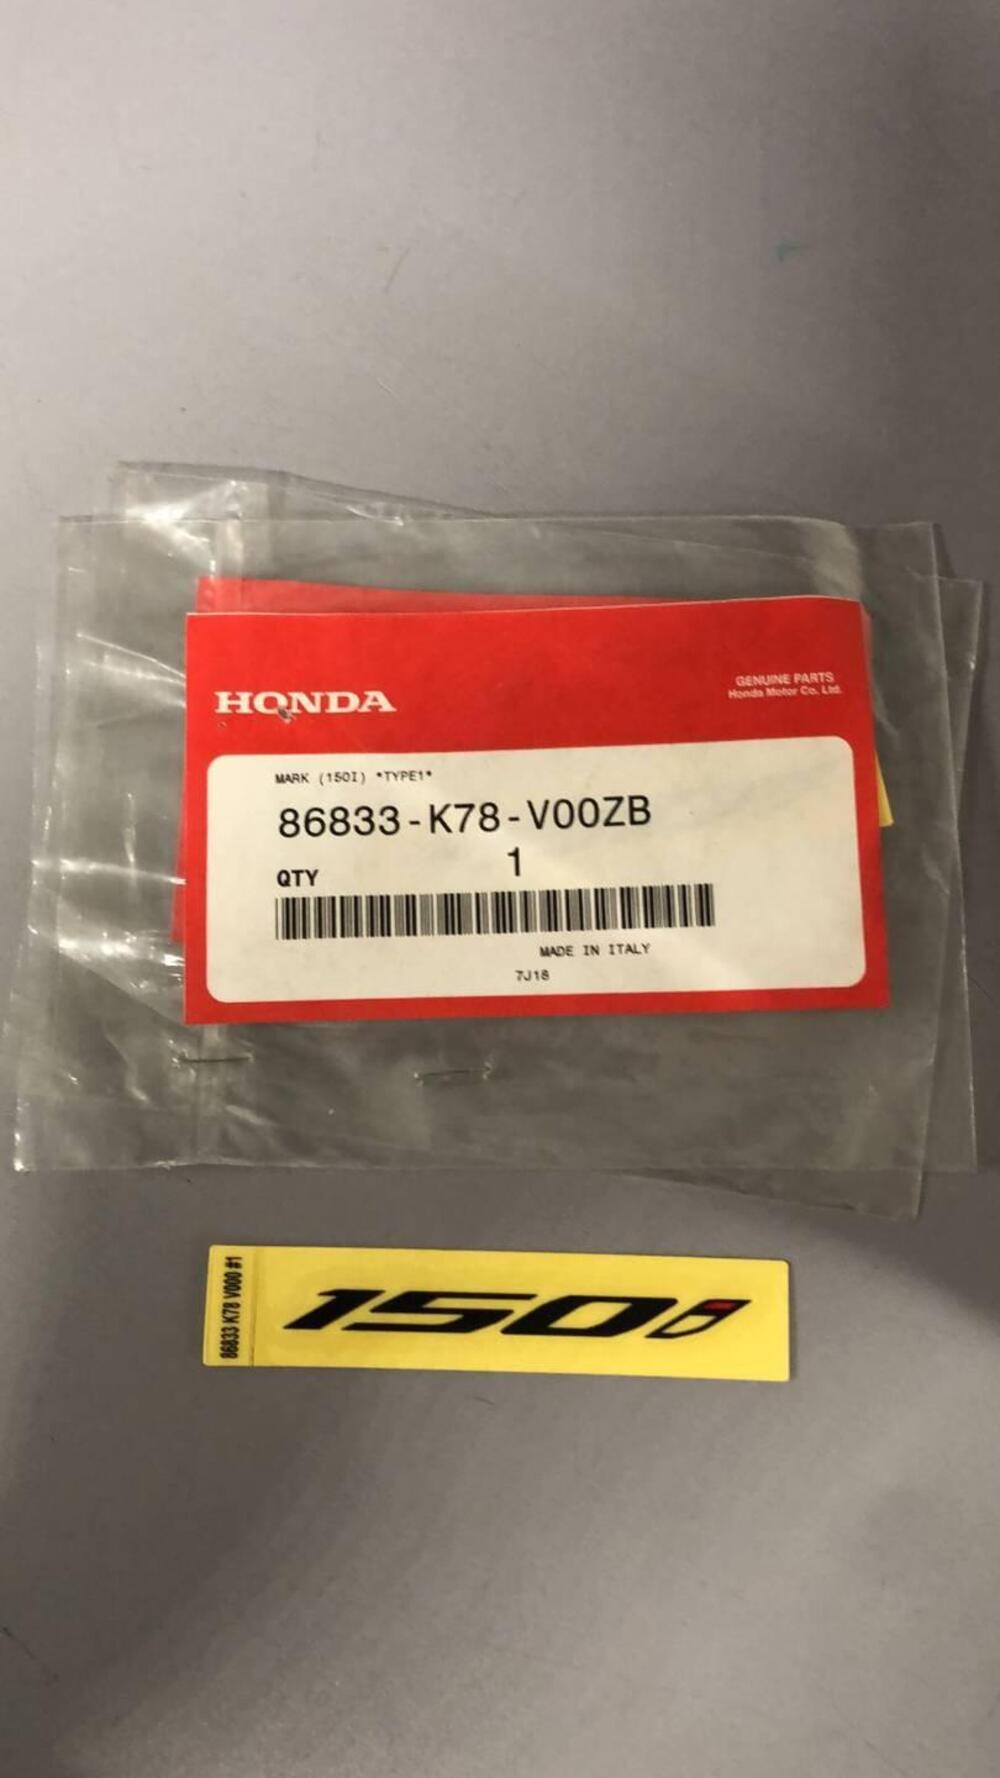 HONDA
GENUINE PARTS
Honda Motor Co. Ltd.
MARK (150I) *TYPE1*
86833-K78-V00ZB
QTY 1
MADE IN ITALY
7J18
86833 K78 V000 #1
150i